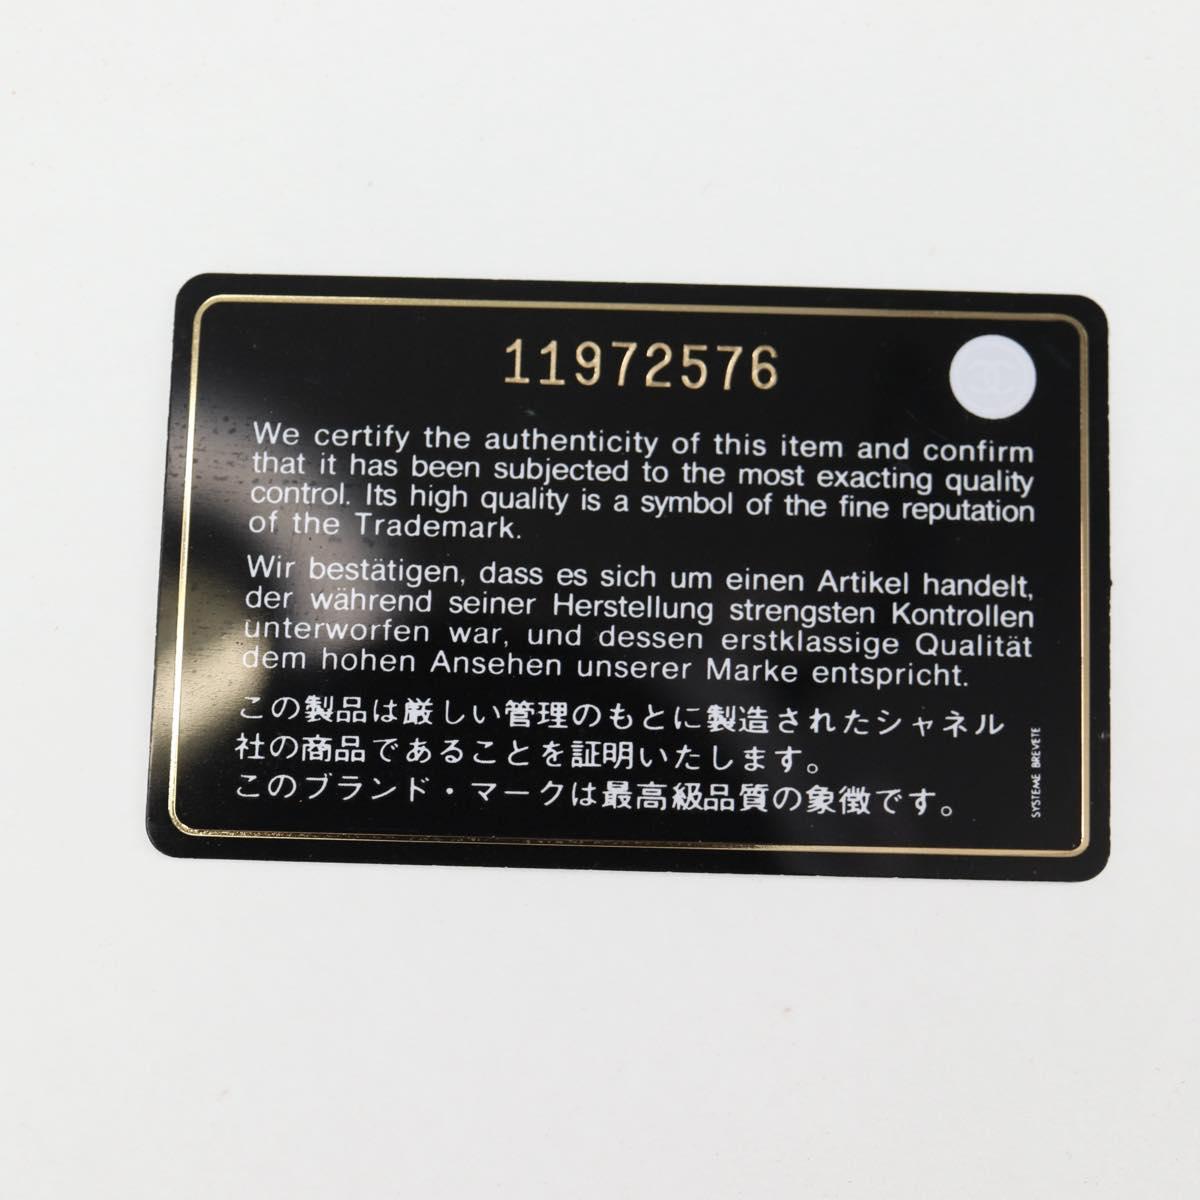 11972576
We certify the authenticity of this item and confirm
that it has been subjected to the most exacting quality
control. Its high quality is a symbol of the fine reputation
of the Trademark.
Wir bestätigen, dass es sich um einen Artikel handelt,
der während seiner Herstellung strengsten Kontrollen
unterworfen war, und dessen erstklassige Qualität
dem hohen Ansehen unserer Marke entspricht.
この製品は厳しい管理のもとに製造されたシャネル
社の商品であることを証明いたします。
このブランド・マークは最高級品質の象徴です。
SYSTEME BREVETE